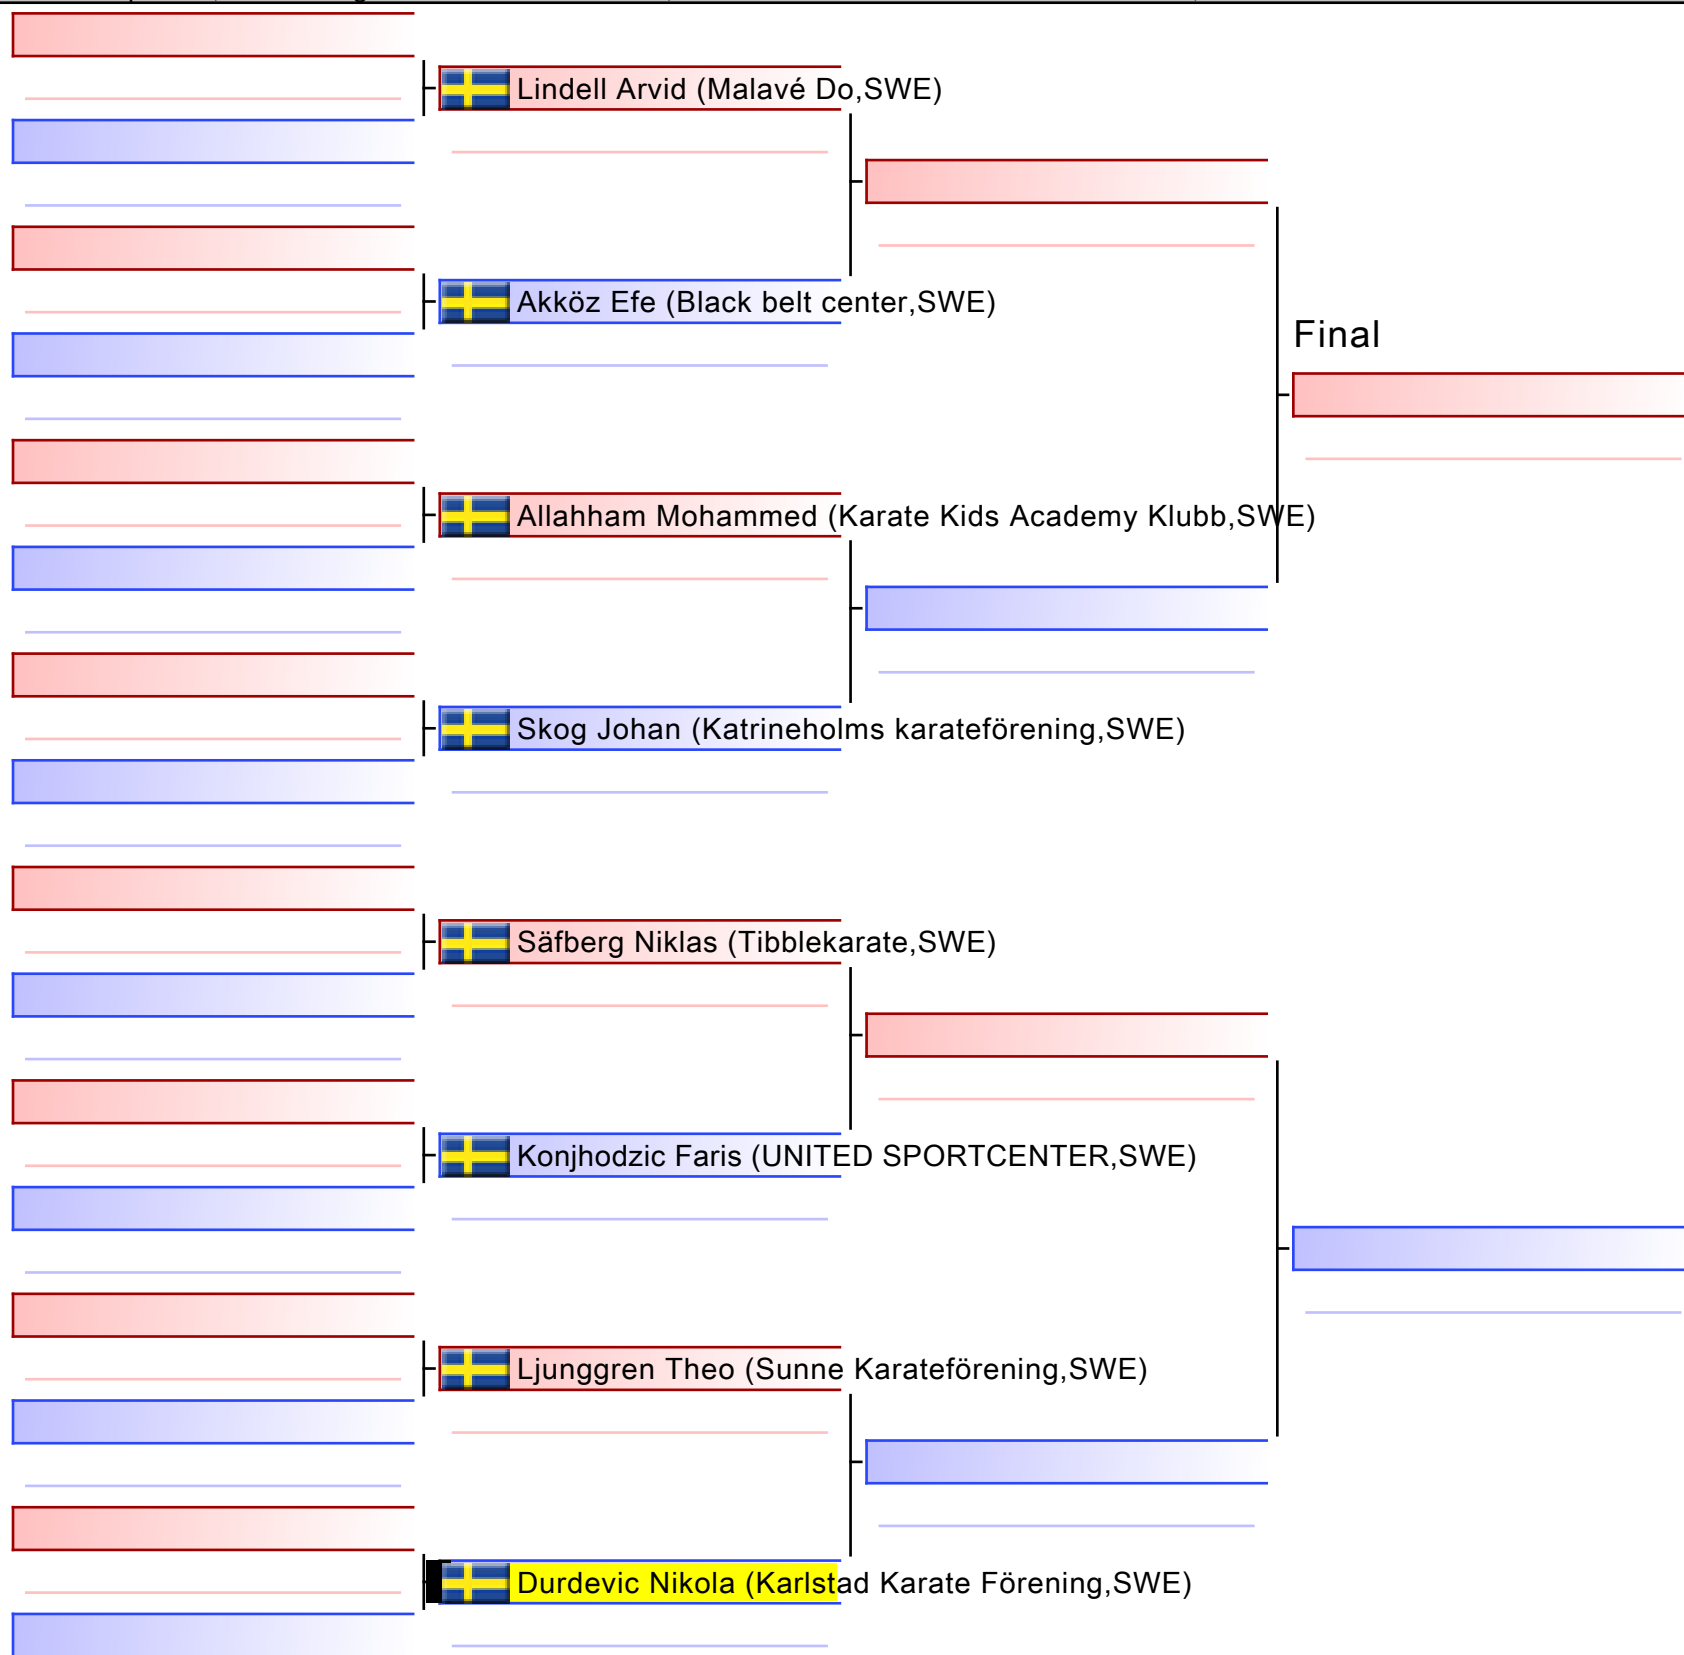 Lindell Arvid (Malavé Do,SWE)
Akköz Efe (Black belt center,SWE)
Final
Allahham Mohammed (Karate Kids Academy Klubb,SWE)
Skog Johan (Katrineholms karateförening,SWE)
Säfberg Niklas (Tibblekarate,SWE)
Konjhodzic Faris (UNITED SPORTCENTER,SWE)
Ljunggren Theo (Sunne Karateförening,SWE)
Durdevic Nikola (Karlstad Karate Förening,SWE)